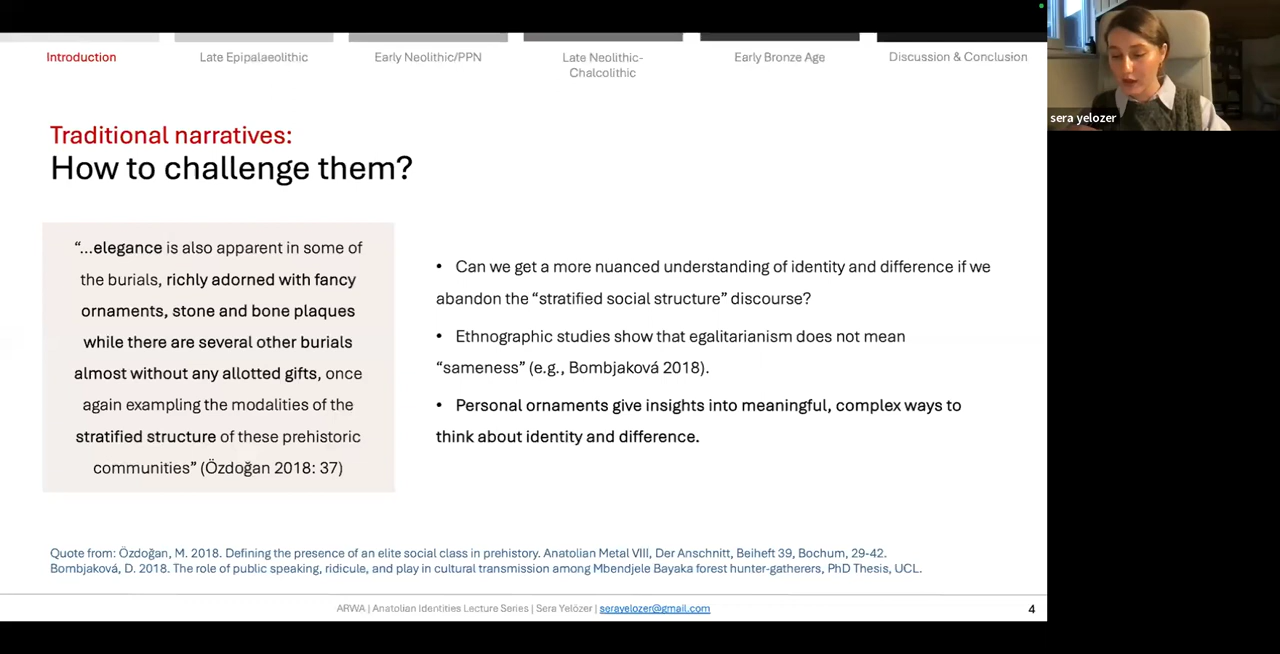 Introduction
Late Epipalaeolithic
Early Neolithic/PPN
Late Neolithic-
Chalcolithic
Early Bronze Age
Discussion & Conclusion
sera yelozer
Traditional narratives:
How to challenge them?
“...elegance is also apparent in some of
the burials, richly adorned with fancy
ornaments, stone and bone plaques
while there are several other burials
almost without any allotted gifts, once
again exampling the modalities of the
stratified structure of these prehistoric
communities” (Özdoğan 2018: 37)
• Can we get a more nuanced understanding of identity and difference if we
abandon the “stratified social structure” discourse?
• Ethnographic studies show that egalitarianism does not mean
“sameness” (e.g., Bombjaková 2018).
• Personal ornaments give insights into meaningful, complex ways to
think about identity and difference.
Quote from: Özdoğan, M. 2018. Defining the presence of an elite social class in prehistory. Anatolian Metal VIII, Der Anschnitt, Beiheft 39, Bochum, 29-42.
Bombjaková, D. 2018. The role of public speaking, ridicule, and play in cultural transmission among Mbendjele Bayaka forest hunter-gatherers, PhD Thesis, UCL.
ARWA | Anatolian Identities Lecture Series | Sera Yelözer | serayelozer@gmail.com
4